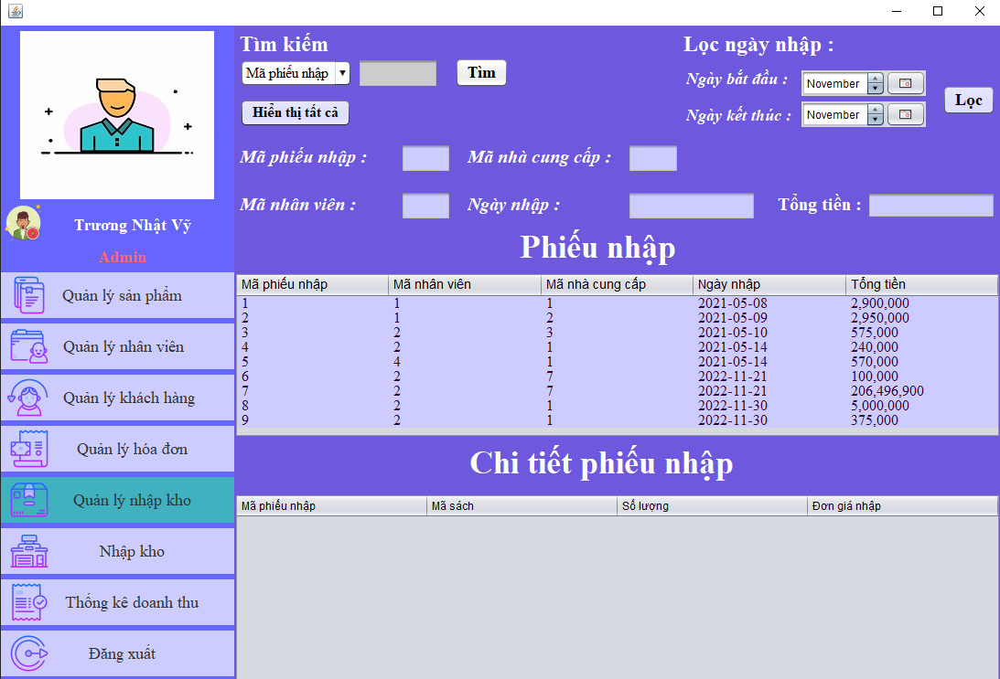 Trương Nhật Vỹ
Admin
Quản lý sản phẩm
Quản lý nhân viên
Quản lý khách hàng
Quản lý hóa đơn
Quản lý nhập kho
Nhập kho
Thống kê doanh thu
Đăng xuất
Tìm kiếm
Mã phiếu nhập Tìm
Hiển thị tất cả
Lọc ngày nhập :
Ngày bắt đầu : November
Ngày kết thúc : November
Lọc
Mã phiếu nhập : Mã nhà cung cấp :
Mã nhân viên : Ngày nhập : Tổng tiền :
Phiếu nhập
Mã phiếu nhập Mã nhân viên Mã nhà cung cấp Ngày nhập Tổng tiền
1 1 1 2021-05-08 2,900,000
2 1 2 2021-05-09 2,950,000
3 2 3 2021-05-10 575,000
4 2 1 2021-05-14 240,000
5 4 1 2021-05-14 570,000
6 2 7 2022-11-21 100,000
7 2 7 2022-11-21 206,496,900
8 2 1 2022-11-30 5,000,000
9 2 1 2022-11-30 375,000
Chi tiết phiếu nhập
Mã phiếu nhập Mã sách Số lượng Đơn giá nhập